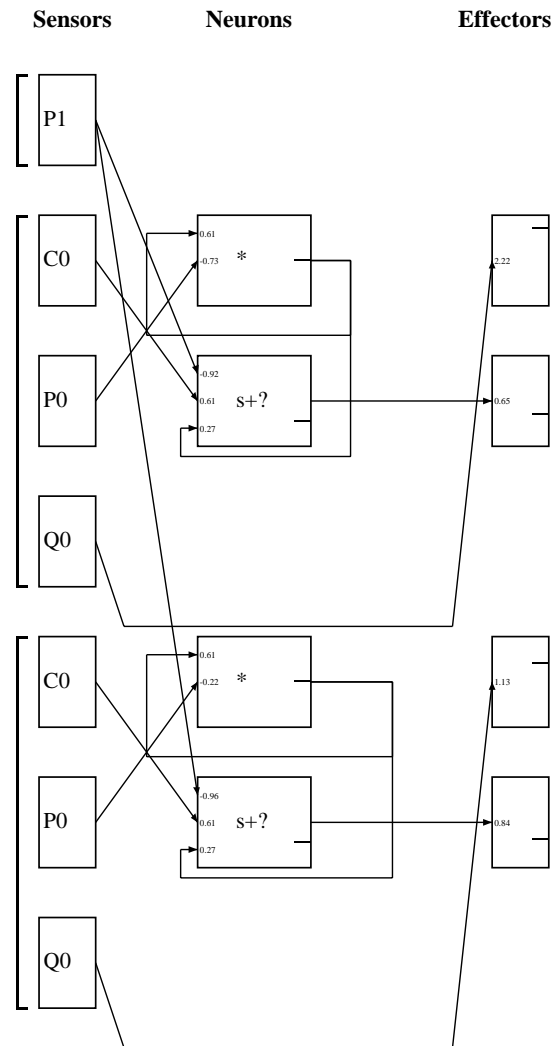 Sensors Neurons Effectors
P1
C0
0.61
-0.73
*
2.22
P0
-0.92
0.61
0.27
s+?
0.65
Q0
C0
0.61
-0.22
*
1.13
P0
-0.96
0.61
0.27
s+?
0.84
Q0